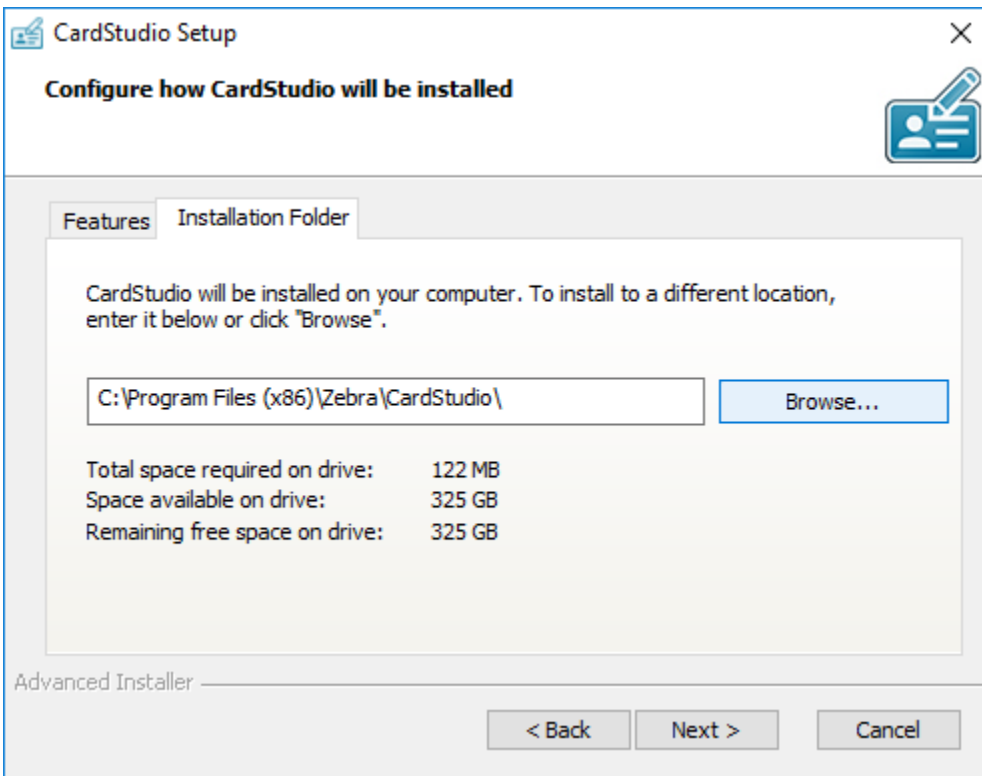 CardStudio Setup
Configure how CardStudio will be installed
Features
Installation Folder
CardStudio will be installed on your computer. To install to a different location,
enter it below or click "Browse".
C:\Program Files (x86)\Zebra\CardStudio\
Browse...
Total space required on drive: 122 MB
Space available on drive: 325 GB
Remaining free space on drive: 325 GB
Advanced Installer
< Back
Next >
Cancel